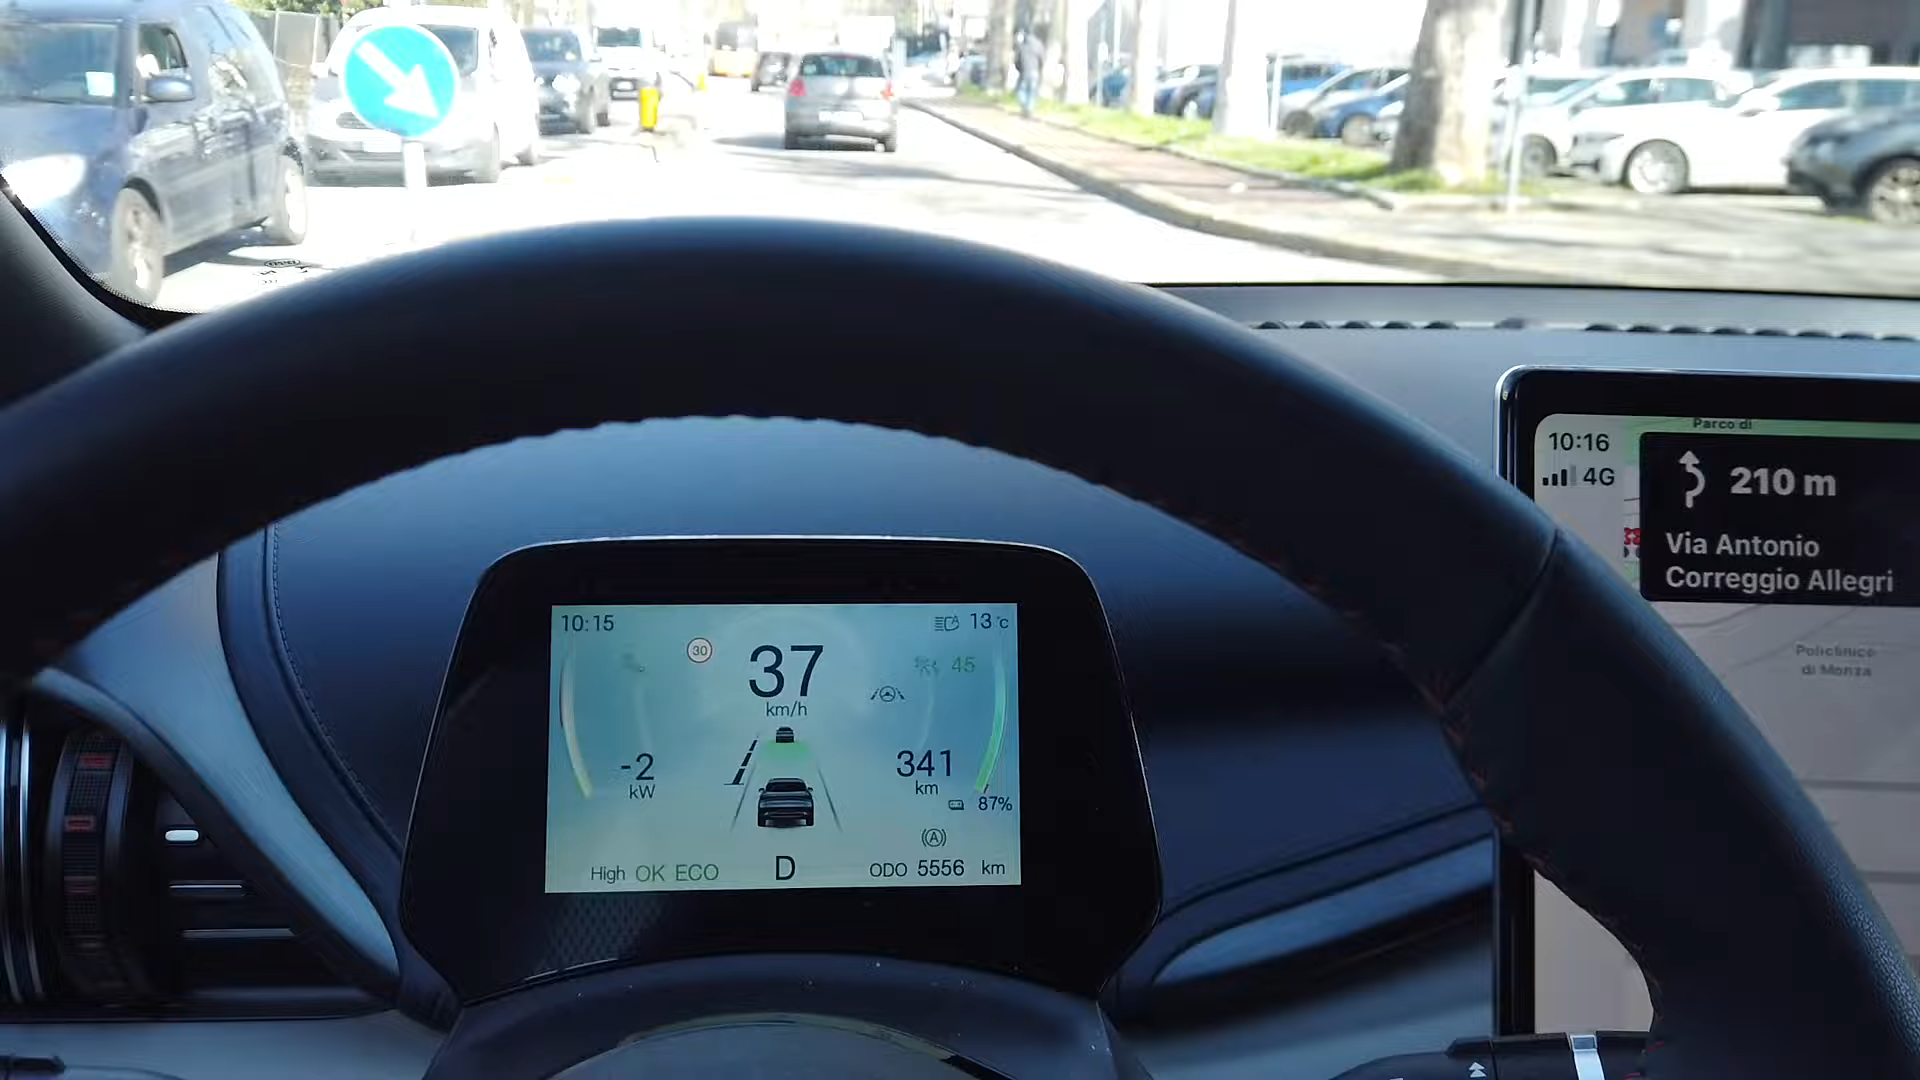 10:15
13 °C
30
37
km/h
45
-2
kW
341
km
87%
A
High OK ECO
D
ODO 5556 km
Parco di
10:16
4G
210 m
Via Antonio
Correggio Allegri
Policlinico
di Monza